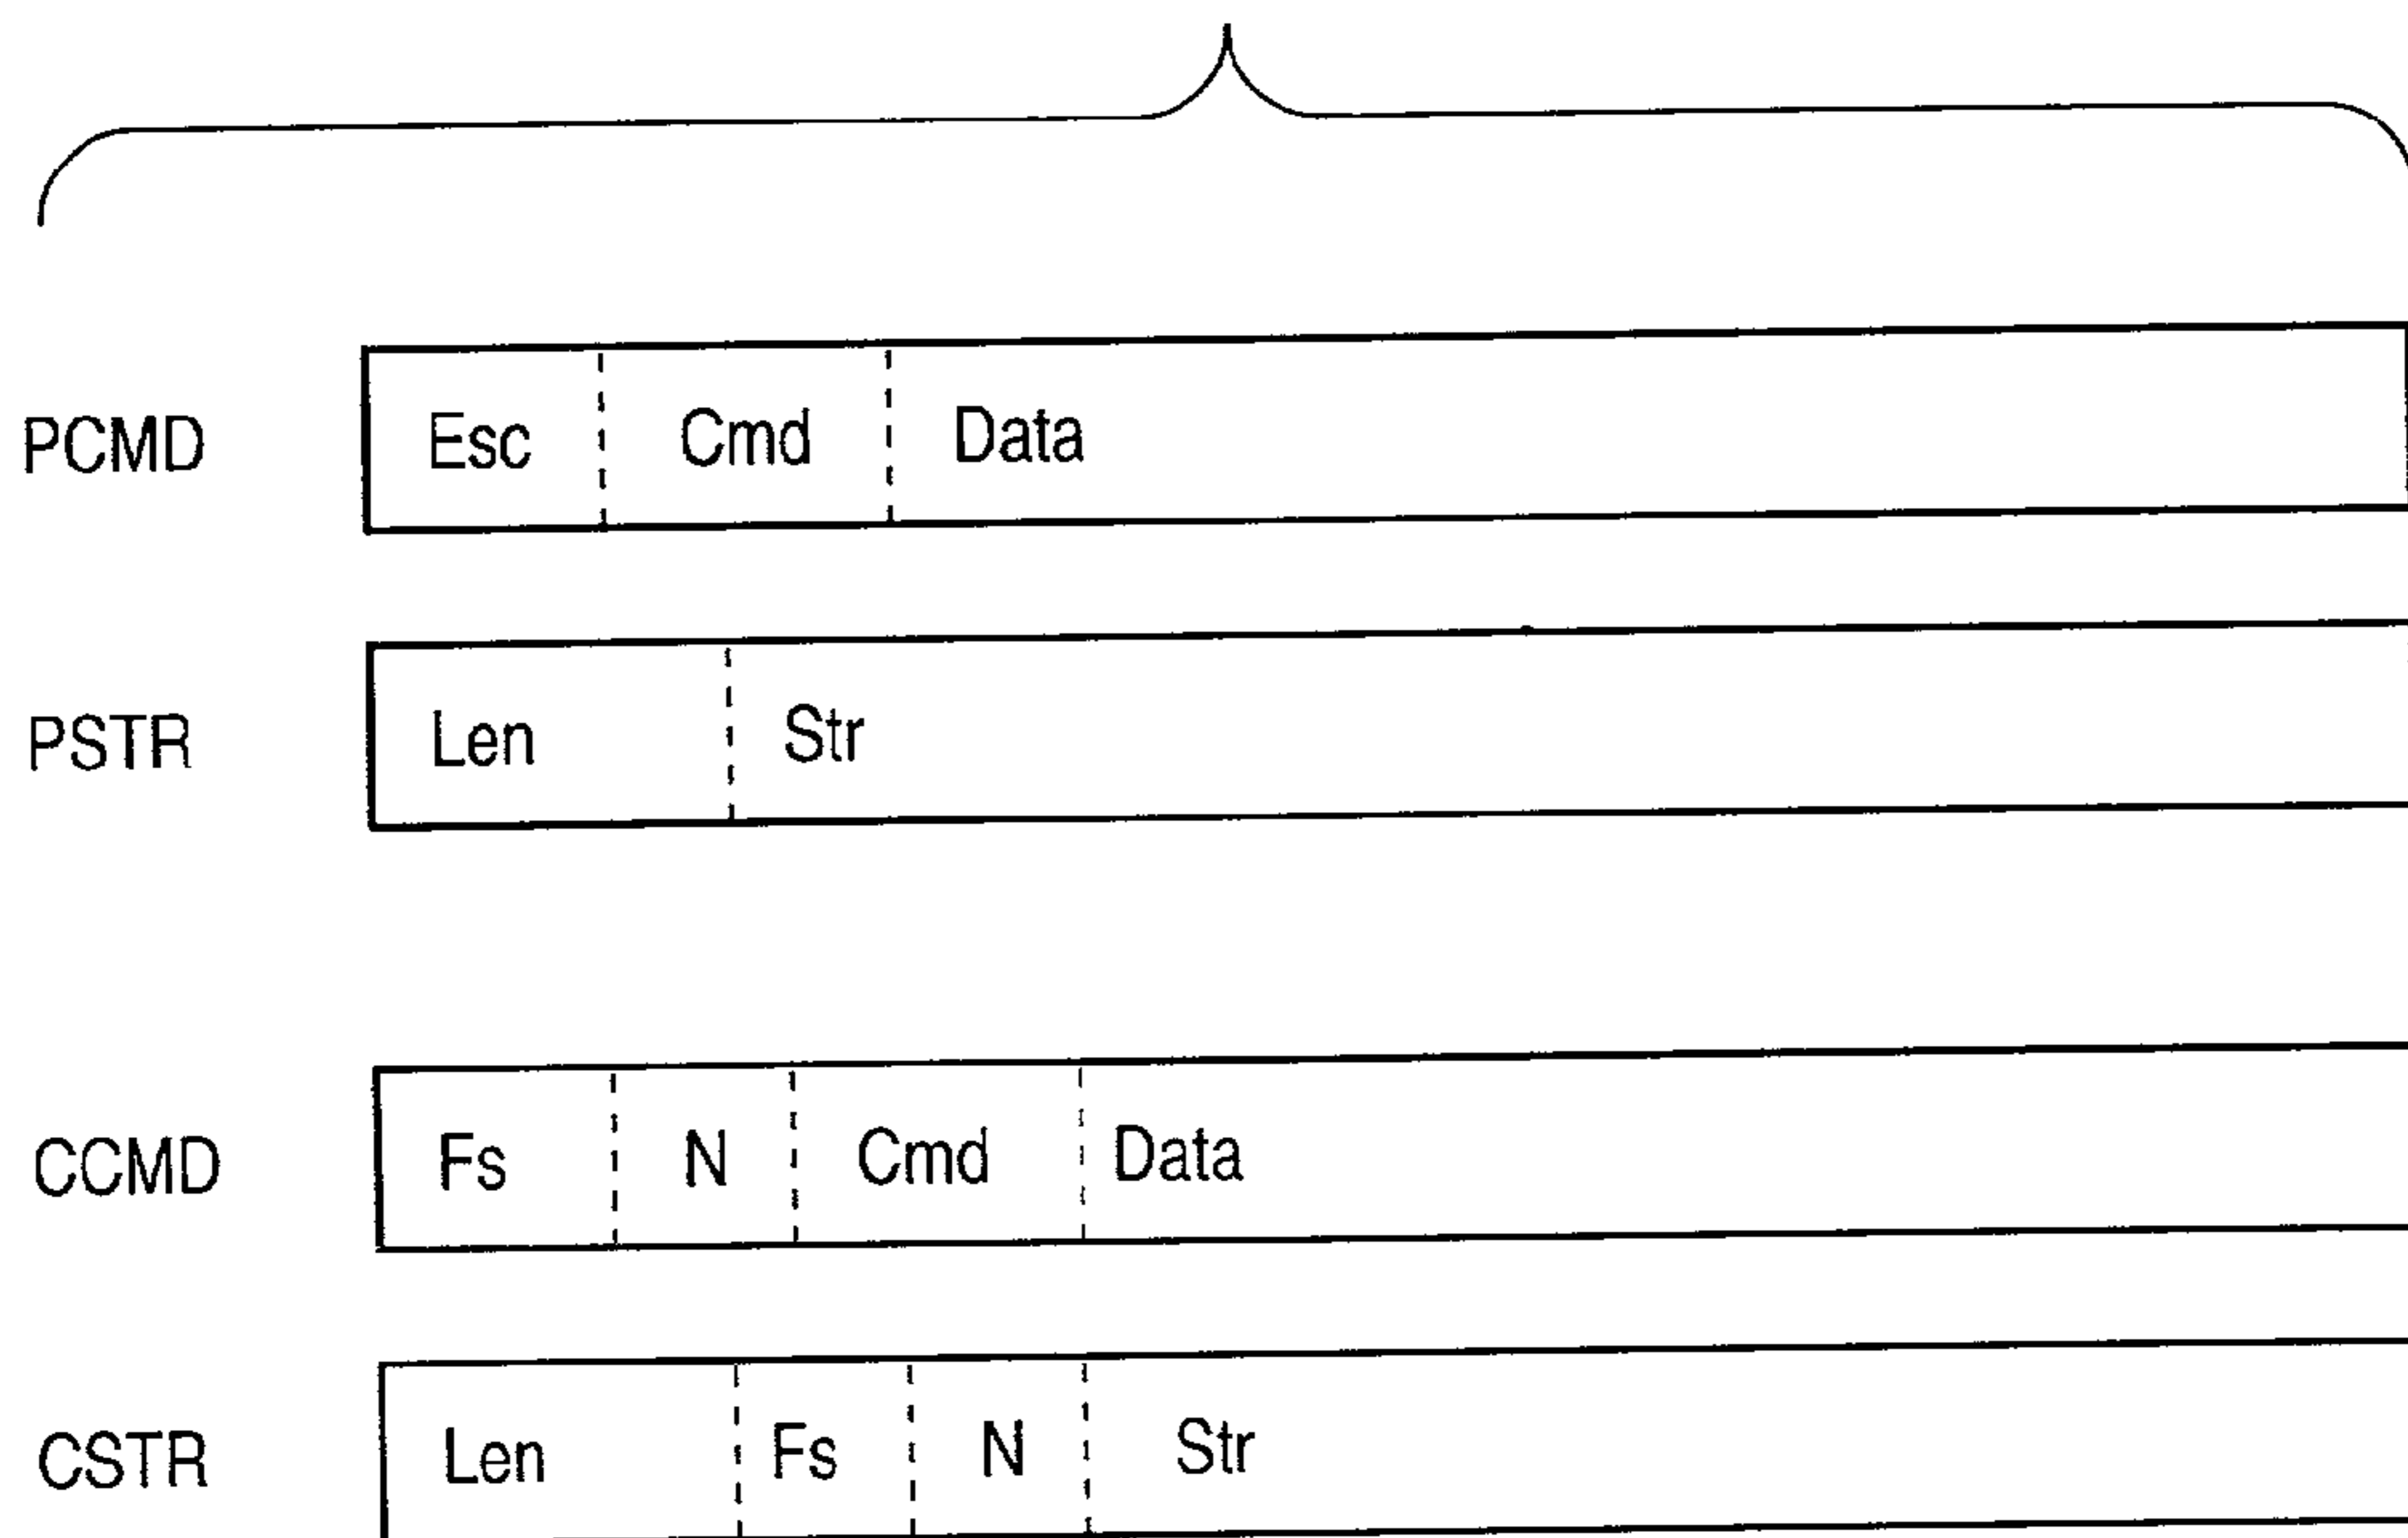 PCMD Esc Cmd Data
PSTR Len Str
CCMD Fs N Cmd Data
CSTR Len Fs N Str